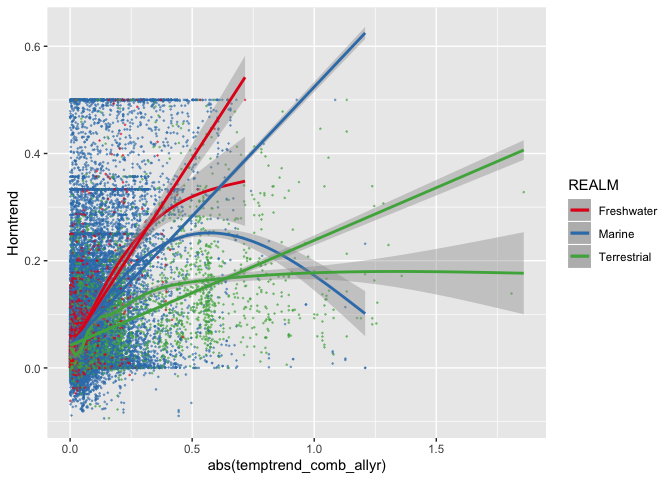 0.6
0.4
0.2
0.0
Horntrend
0.0 0.5 1.0 1.5
abs(temptrend_comb_allyr)
REALM
Freshwater
Marine
Terrestrial